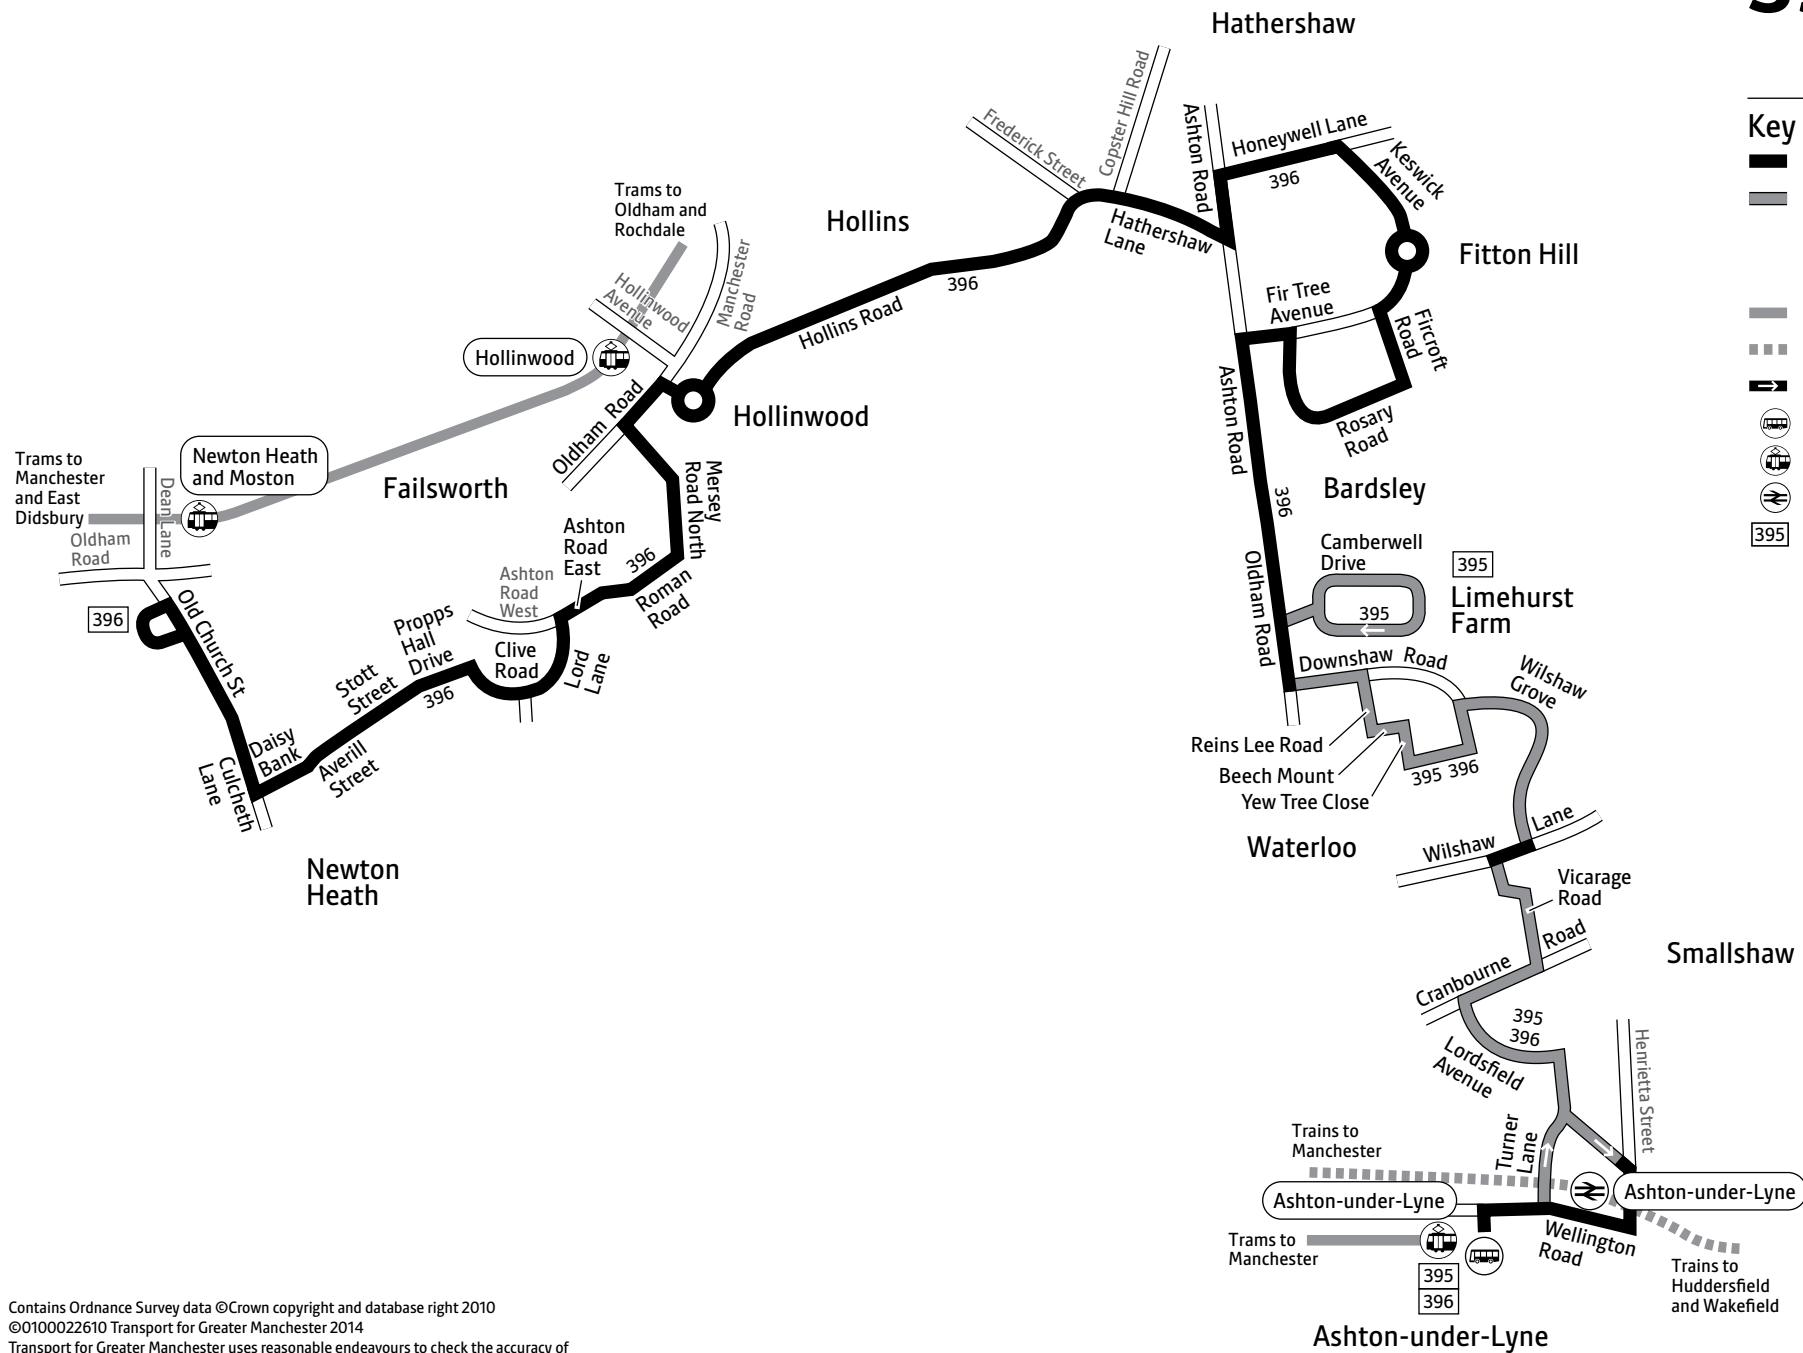 Hathershaw
Key
395
Frederick Street
Copster Hill Road
Ashton Road
Honeywell Lane
396
Keswick
Avenue
Hathershaw
Lane
Fitton Hill
Fir Tree
Avenue
Fircroft
Road
Rosary
Road
Ashton Road
396
Bardsley
Trams to
Oldham and
Rochdale
Hollinwood
Avenue
Manchester
Road
Hollins
396
Hollins Road
Hollinwood
Hollinwood
Oldham Road
Newton Heath
and Moston
Trams to
Manchester
and East
Didsbury
Dean Lane
Oldham
Road
Failsworth
Mersey
Road North
Ashton
Road
East
396
Roman
Road
Ashton
Road
West
Clive
Road
Lord
Lane
Propps
Hall
Drive
Stott
Street
396
396
Old Church St
Daisy
Bank
Averill
Street
Culcheth
Lane
Newton
Heath
Oldham Road
Camberwell
Drive
395
395
Limehurst
Farm
Downshaw Road
Wilshaw
Grove
Reins Lee Road
Beech Mount
Yew Tree Close
395 396
Waterloo
Wilshaw Lane
Vicarage
Road
Cranbourne Road
Smallshaw
395
396
Lordsfield
Avenue
Henrietta Street
Turner
Lane
Trains to
Manchester
Ashton-under-Lyne
Ashton-under-Lyne
Trams to
Manchester
Wellington
Road
Trains to
Huddersfield
and Wakefield
395
396
Ashton-under-Lyne
Contains Ordnance Survey data ©Crown copyright and database right 2010
©0100022610 Transport for Greater Manchester 2014
Transport for Greater Manchester uses reasonable endeavours to check the accuracy of